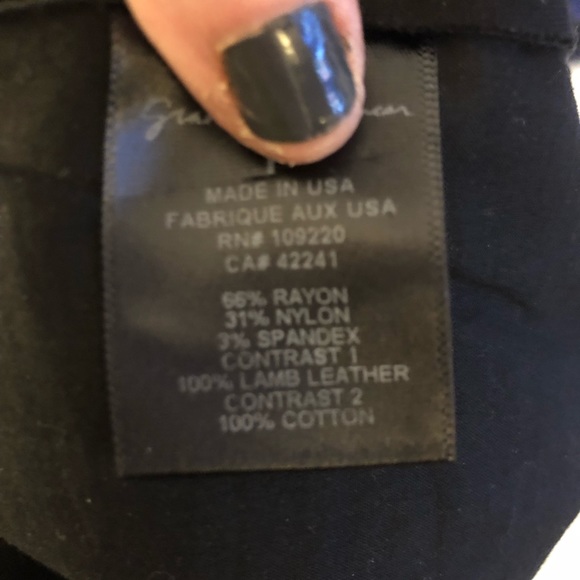 MADE IN USA
FABRIQUE AUX USA
RN# 109220
CA# 42241
66% RAYON
31% NYLON
3% SPANDEX
CONTRAST 1
100% LAMB LEATHER
CONTRAST 2
100% COTTON